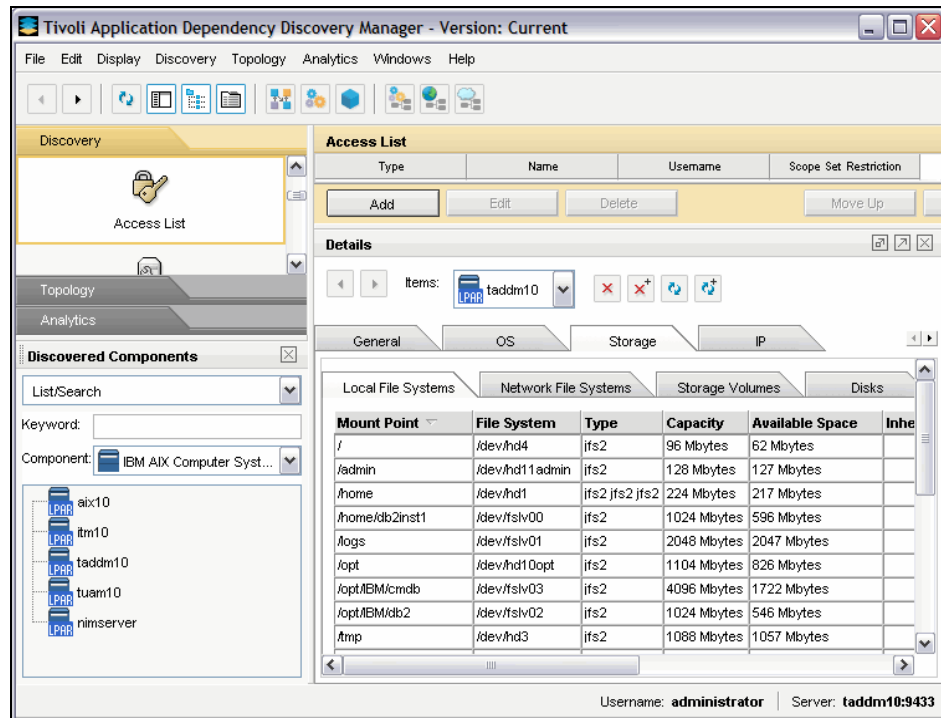 Tivoli Application Dependency Discovery Manager - Version: Current
File Edit Display Discovery Topology Analytics Windows Help
Discovery
Access List
Topology
Analytics
Discovered Components
List/Search
Keyword:
Component: IBM AIX Computer Syst...
LPAR aix10
LPAR itm10
LPAR taddm10
LPAR tuam10
LPAR nimserver
Access List
Type Name Username Scope Set Restriction
Add Edit Delete Move Up
Details
Items: LPAR taddm10
General OS Storage IP
Local File Systems Network File Systems Storage Volumes Disks
Mount Point File System Type Capacity Available Space Inhe
/ /dev/hd4 jfs2 96 Mbytes 62 Mbytes
/admin /dev/hd11admin jfs2 128 Mbytes 127 Mbytes
/home /dev/hd1 jfs2 jfs2 jfs2 224 Mbytes 217 Mbytes
/home/db2inst1 /dev/fslv00 jfs2 1024 Mbytes 596 Mbytes
/logs /dev/fslv01 jfs2 2048 Mbytes 2047 Mbytes
/opt /dev/hd10opt jfs2 1104 Mbytes 826 Mbytes
/opt/IBM/cmdb /dev/fslv03 jfs2 4096 Mbytes 1722 Mbytes
/opt/IBM/db2 /dev/fslv02 jfs2 1024 Mbytes 546 Mbytes
/tmp /dev/hd3 jfs2 1088 Mbytes 1057 Mbytes
Username: administrator Server: taddm10:9433